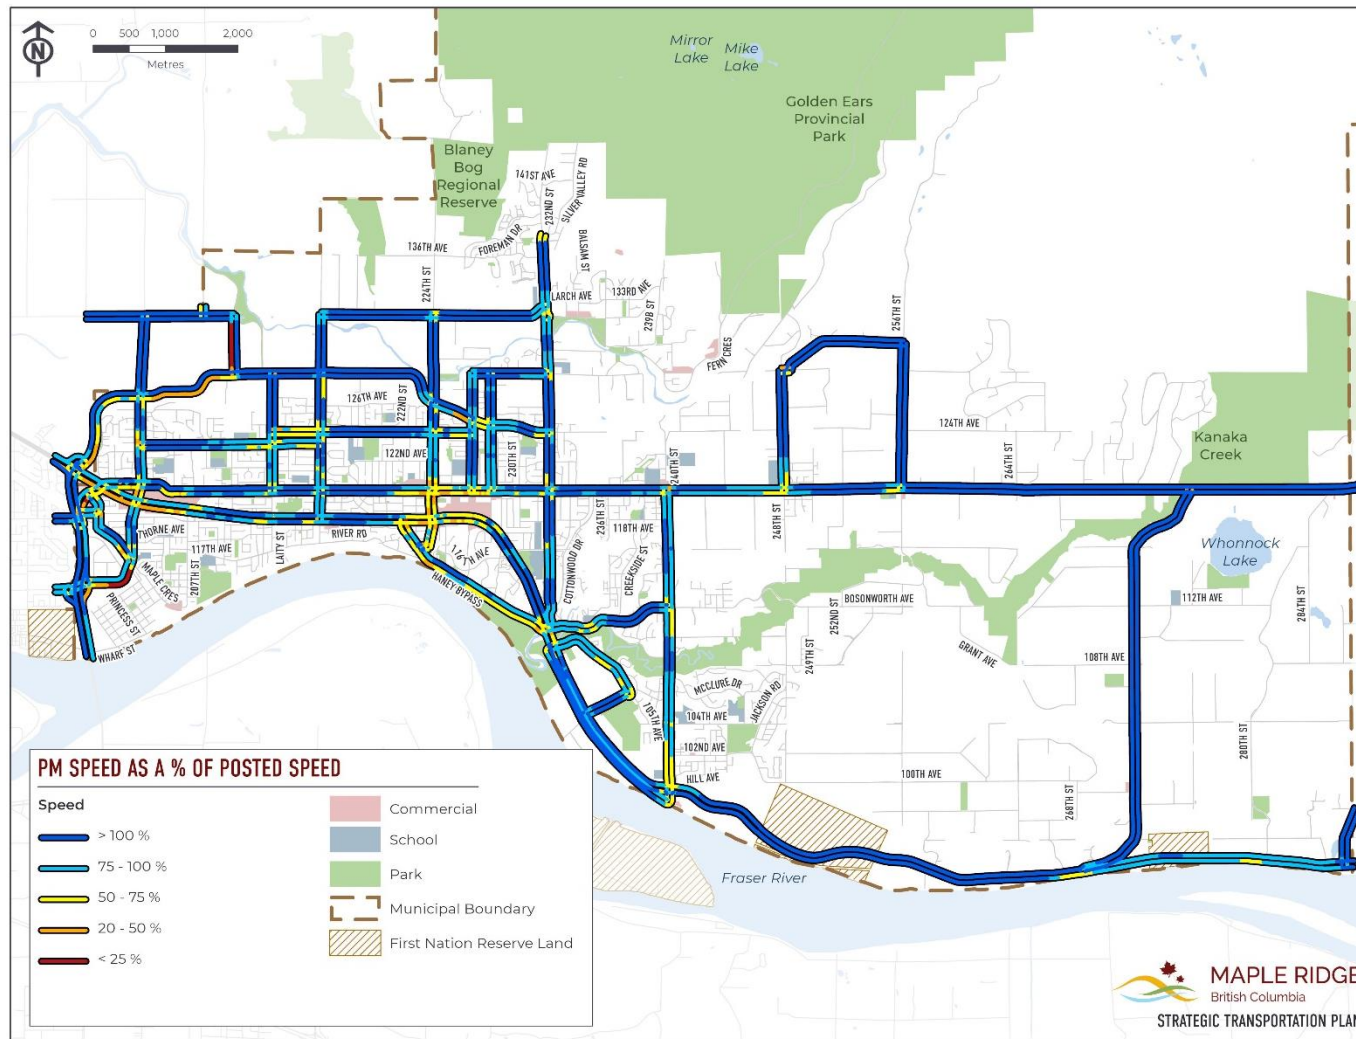 N
0 500 1,000 2,000
Metres
Mirror
Lake
Mike
Lake
Golden Ears
Provincial
Park
Blaney
Bog
Regional
Reserve
141ST AVE
232ND ST
SILVER VALLEY RD
136TH AVE
FOREMAN DR
BALSAM ST
224TH ST
LARCH AVE
133RD AVE
239B ST
FERN CRES
256TH ST
126TH AVE
222ND ST
122ND AVE
230TH ST
240TH ST
124TH AVE
264TH ST
Kanaka
Creek
248TH ST
236TH ST
118TH AVE
THORNE AVE
117TH AVE
207TH ST
LAITY ST
RIVER RD
116TH AVE
HANEY BYPASS
COTTONWOOD DR
CREEKSIDE ST
MAPLE CRES
PRINCESS ST
WHARF ST
Whonnock
Lake
112TH AVE
284TH ST
BOSONWORTH AVE
252ND ST
249TH ST
GRANT AVE
108TH AVE
MCCLURE DR
JACKSON RD
104TH AVE
105TH AVE
102ND AVE
280TH ST
HILL AVE
100TH AVE
268TH ST
Fraser River
PM SPEED AS A % OF POSTED SPEED
Speed
> 100 %
75 - 100 %
50 - 75 %
20 - 50 %
< 25 %
Commercial
School
Park
Municipal Boundary
First Nation Reserve Land
MAPLE RIDGE
British Columbia
STRATEGIC TRANSPORTATION PLAN